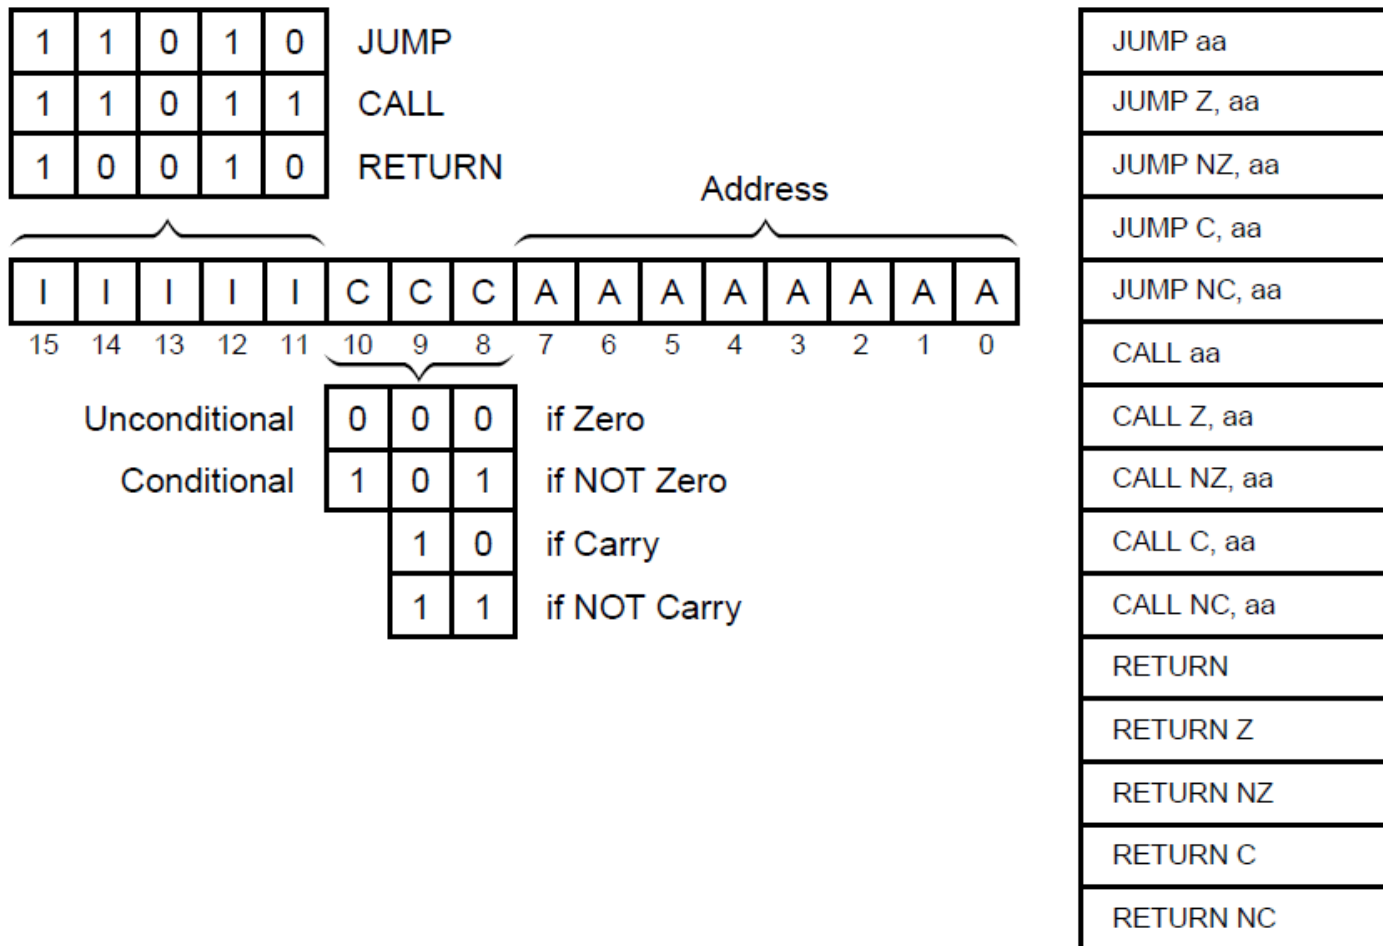 1 1 0 1 0 JUMP
1 1 0 1 1 CALL
1 0 0 1 0 RETURN
Address
I I I I I C C C A A A A A A A A
15 14 13 12 11 10 9 8 7 6 5 4 3 2 1 0
Unconditional 0 0 0 if Zero
Conditional 1 0 1 if NOT Zero
1 0 if Carry
1 1 if NOT Carry
JUMP aa
JUMP Z, aa
JUMP NZ, aa
JUMP C, aa
JUMP NC, aa
CALL aa
CALL Z, aa
CALL NZ, aa
CALL C, aa
CALL NC, aa
RETURN
RETURN Z
RETURN NZ
RETURN C
RETURN NC